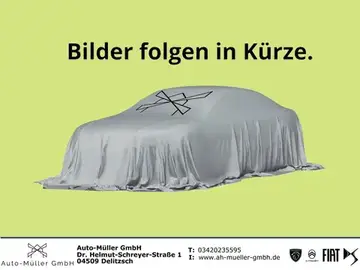 Bilder folgen in Kürze.
Auto-Müller GmbH
Auto-Müller GmbH
Dr. Helmut-Schreyer-Straße 1
04509 Delitzsch
T.: 03420235595
H.: www.ah-mueller-gmbh.de
FIAT